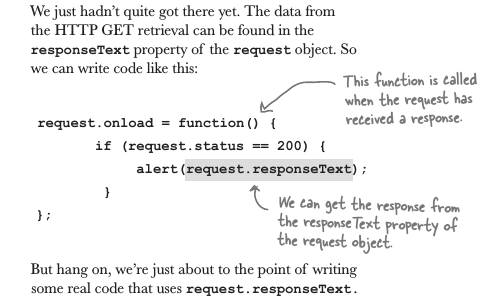 We just hadn't quite got there yet. The data from
the HTTP GET retrieval can be found in the
responseText property of the request object. So
we can write code like this:
This function is called
when the request has
received a response.
request.onload = function() {
if (request.status == 200) {
alert(request.responseText);
}
};
We can get the response from
the responseText property of
the request object.
But hang on, we're just about to the point of writing
some real code that uses request.responseText.